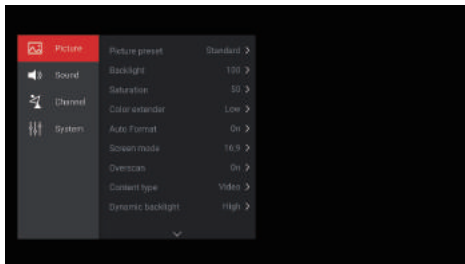 Picture
Sound
Channel
System
Picture preset Standard
Backlight 100
Saturation 50
Color extender Low
Auto Format On
Screen mode 16:9
Overscan On
Content type Video
Dynamic backlight High